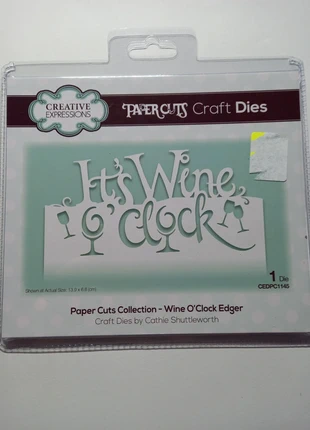 CREATIVE
EXPRESSIONS
PAPER CUTS Craft Dies
It's Wine
O'Clock
1 Die
CEDPC1145
Paper Cuts Collection - Wine O'Clock Edger
Craft Dies by Cathie Shuttleworth